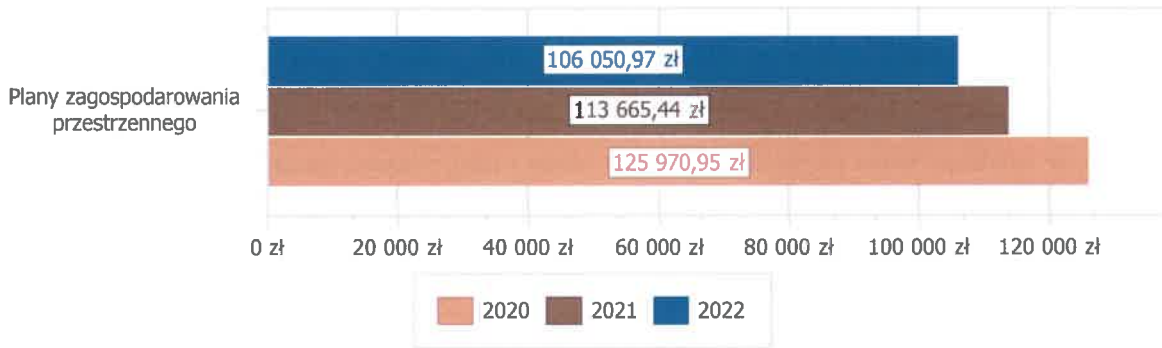 106 050,97 zł
Plany zagospodarowania
przestrzennego
113 665,44 zł
125 970,95 zł
0 zł 20 000 zł 40 000 zł 60 000 zł 80 000 zł 100 000 zł 120 000 zł
2020 2021 2022